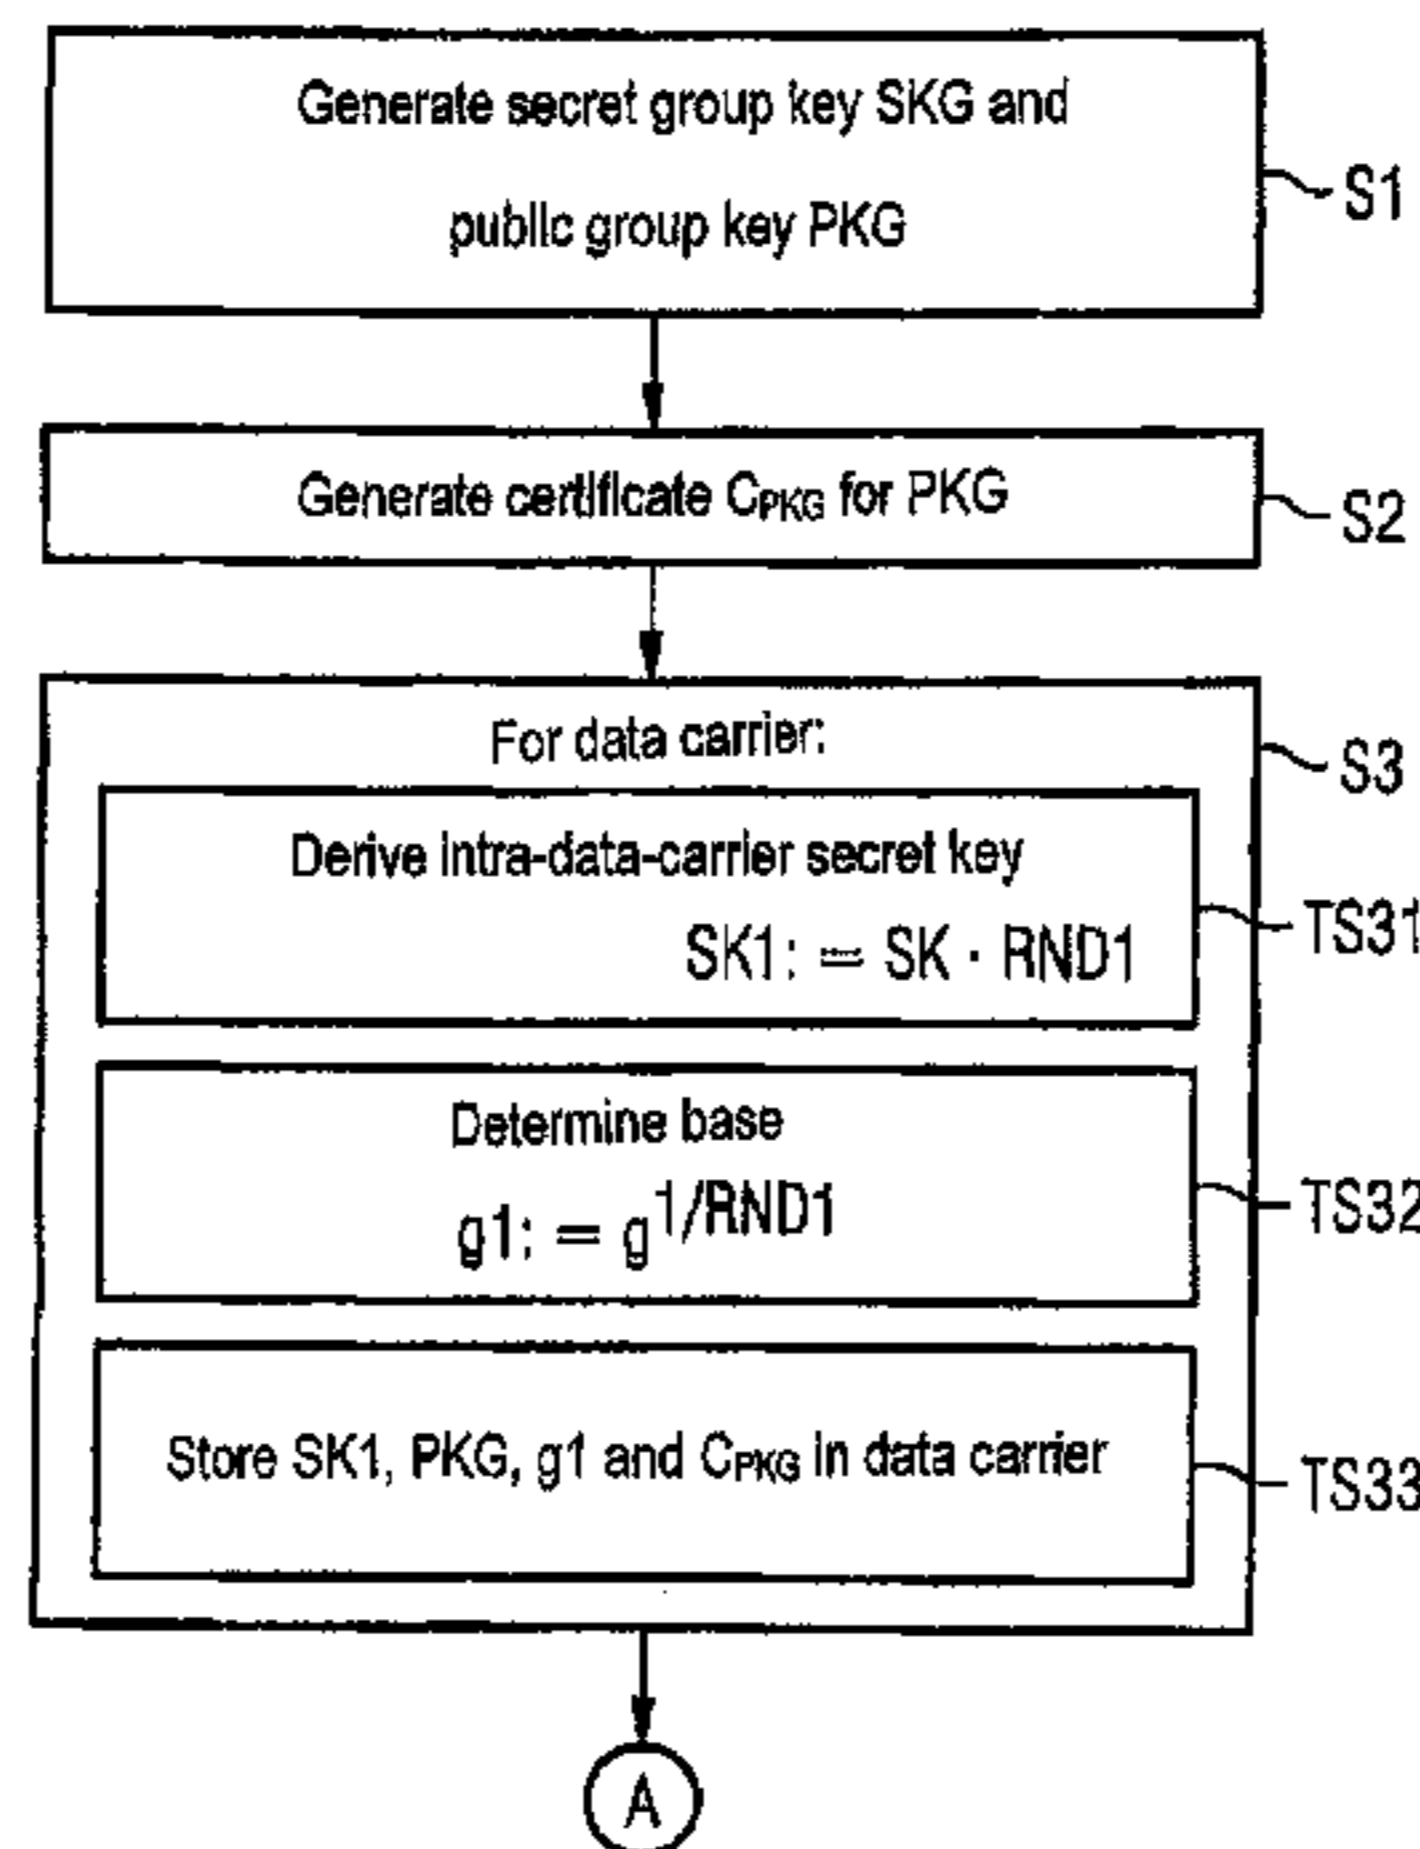 Generate secret group key SKG and
public group key PKG
S1
Generate certificate CPKG for PKG
S2
For data carrier:
S3
Derive intra-data-carrier secret key
SK1: = SK · RND1
TS31
Determine base
g1: = g1/RND1
TS32
Store SK1, PKG, g1 and CPKG in data carrier
TS33
A